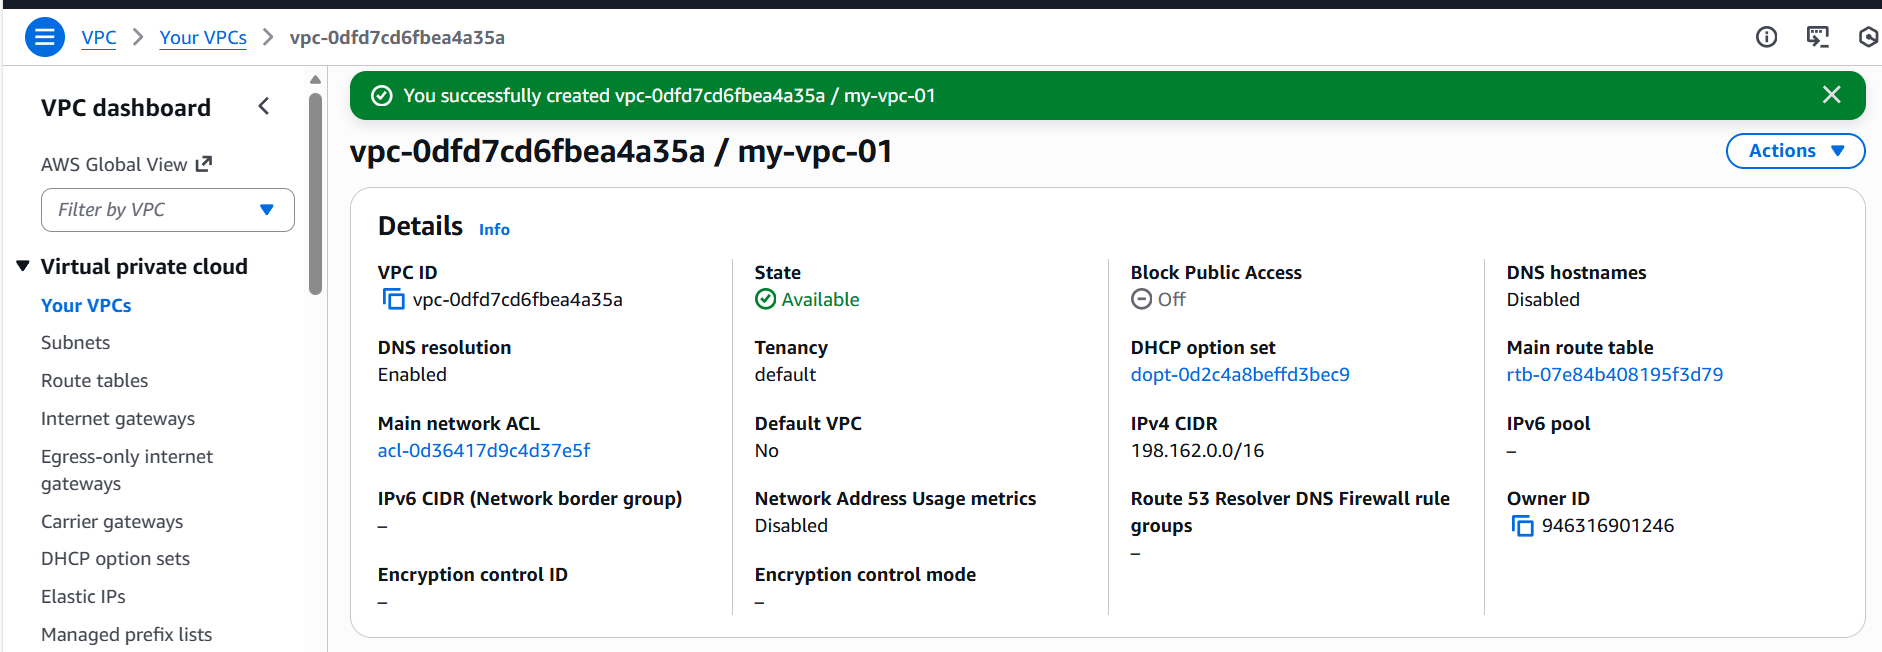 VPC > Your VPCs > vpc-0dfd7cd6fbea4a35a
VPC dashboard
AWS Global View
Filter by VPC
Virtual private cloud
Your VPCs
Subnets
Route tables
Internet gateways
Egress-only internet
gateways
Carrier gateways
DHCP option sets
Elastic IPs
Managed prefix lists
You successfully created vpc-0dfd7cd6fbea4a35a / my-vpc-01
vpc-0dfd7cd6fbea4a35a / my-vpc-01
Actions
Details Info
VPC ID
vpc-0dfd7cd6fbea4a35a
State
Available
Block Public Access
Off
DNS hostnames
Disabled
DNS resolution
Enabled
Tenancy
default
DHCP option set
dopt-0d2c4a8beffd3bec9
Main route table
rtb-07e84b408195f3d79
Main network ACL
acl-0d36417d9c4d37e5f
Default VPC
No
IPv4 CIDR
198.162.0.0/16
IPv6 pool
–
IPv6 CIDR (Network border group)
–
Network Address Usage metrics
Disabled
Route 53 Resolver DNS Firewall rule
groups
–
Owner ID
946316901246
Encryption control ID
–
Encryption control mode
–